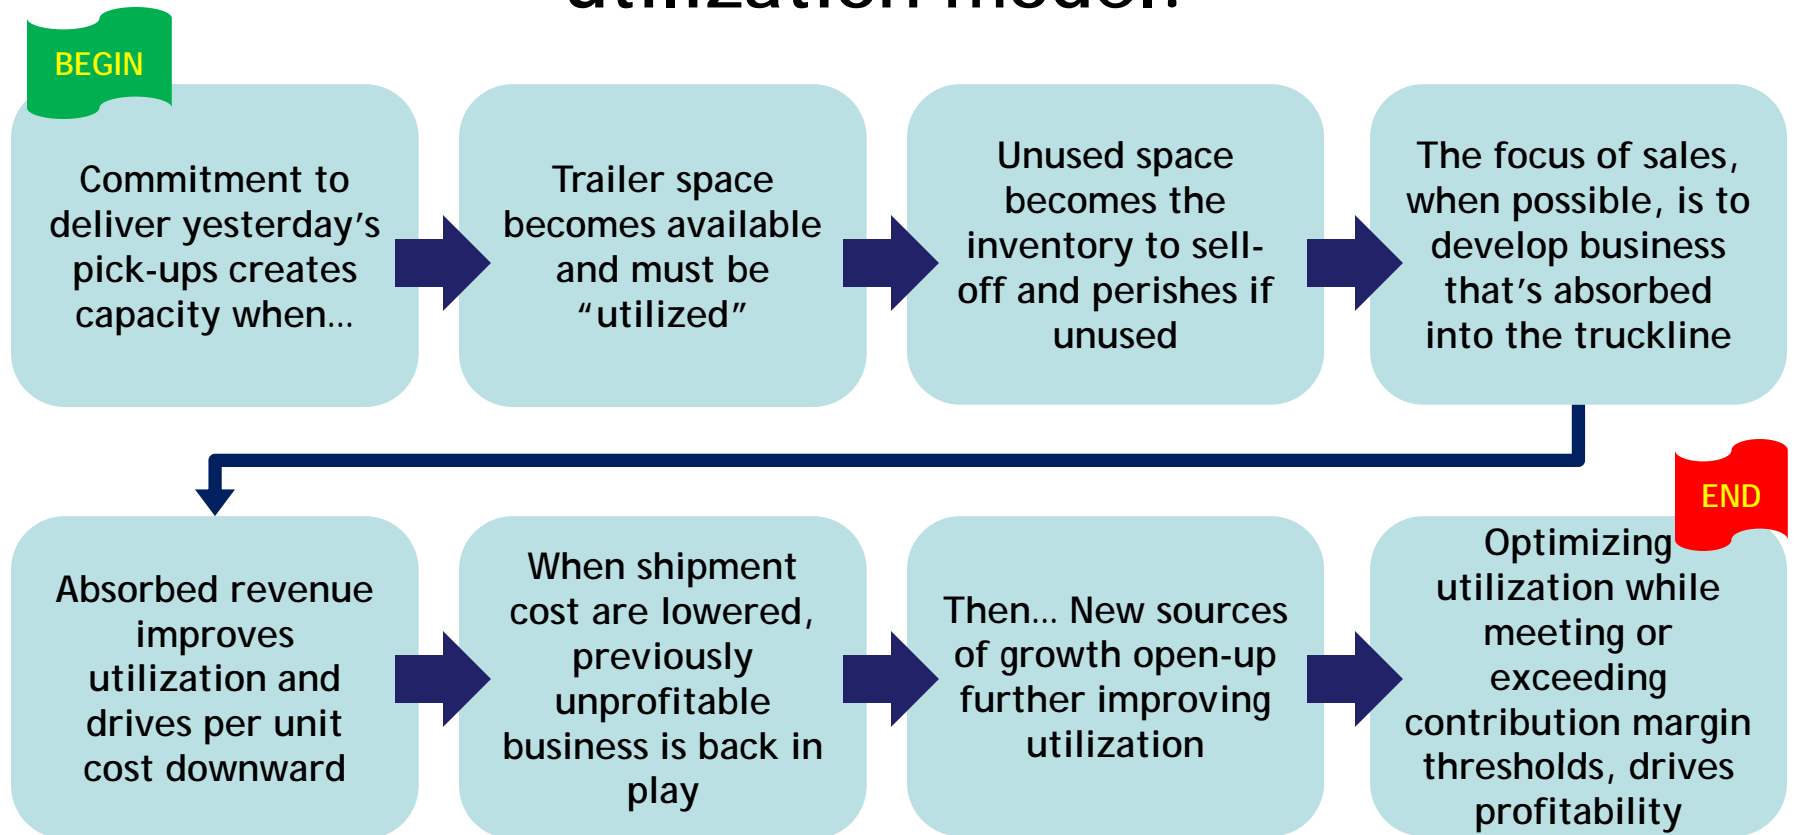 utilization model:
BEGIN
Commitment to
deliver yesterday's
pick-ups creates
capacity when...
Trailer space
becomes available
and must be
“utilized”
Unused space
becomes the
inventory to sell-
off and perishes if
unused
The focus of sales,
when possible, is to
develop business
that's absorbed
into the truckline
END
Absorbed revenue
improves
utilization and
drives per unit
cost downward
When shipment
cost are lowered,
previously
unprofitable
business is back in
play
Then... New sources
of growth open-up
further improving
utilization
Optimizing
utilization while
meeting or
exceeding
contribution margin
thresholds, drives
profitability